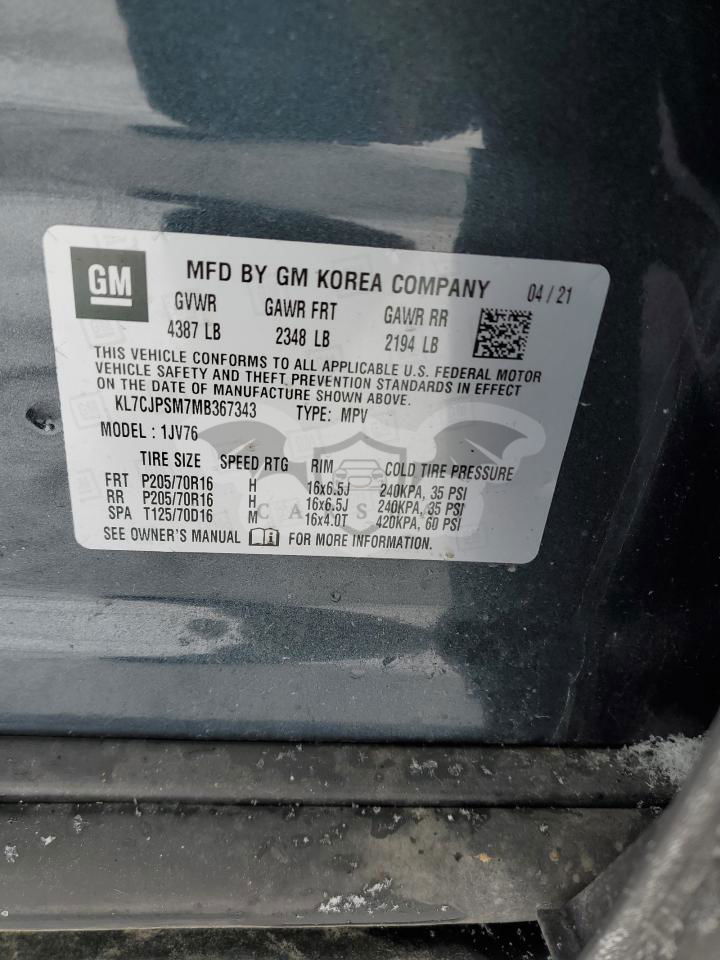 GM
MFD BY GM KOREA COMPANY 04 / 21
GVWR GAWR FRT GAWR RR
4387 LB 2348 LB 2194 LB
THIS VEHICLE CONFORMS TO ALL APPLICABLE U.S. FEDERAL MOTOR
VEHICLE SAFETY AND THEFT PREVENTION STANDARDS IN EFFECT
ON THE DATE OF MANUFACTURE SHOWN ABOVE.
KL7CJPSM7MB367343 TYPE: MPV
MODEL : 1JV76
TIRE SIZE SPEED RTG RIM COLD TIRE PRESSURE
FRT P205/70R16 H 16x6.5J 240KPA, 35 PSI
RR P205/70R16 H 16x6.5J 240KPA, 35 PSI
SPA T125/70D16 M 16x4.0T 420KPA, 60 PSI
SEE OWNER'S MANUAL FOR MORE INFORMATION.